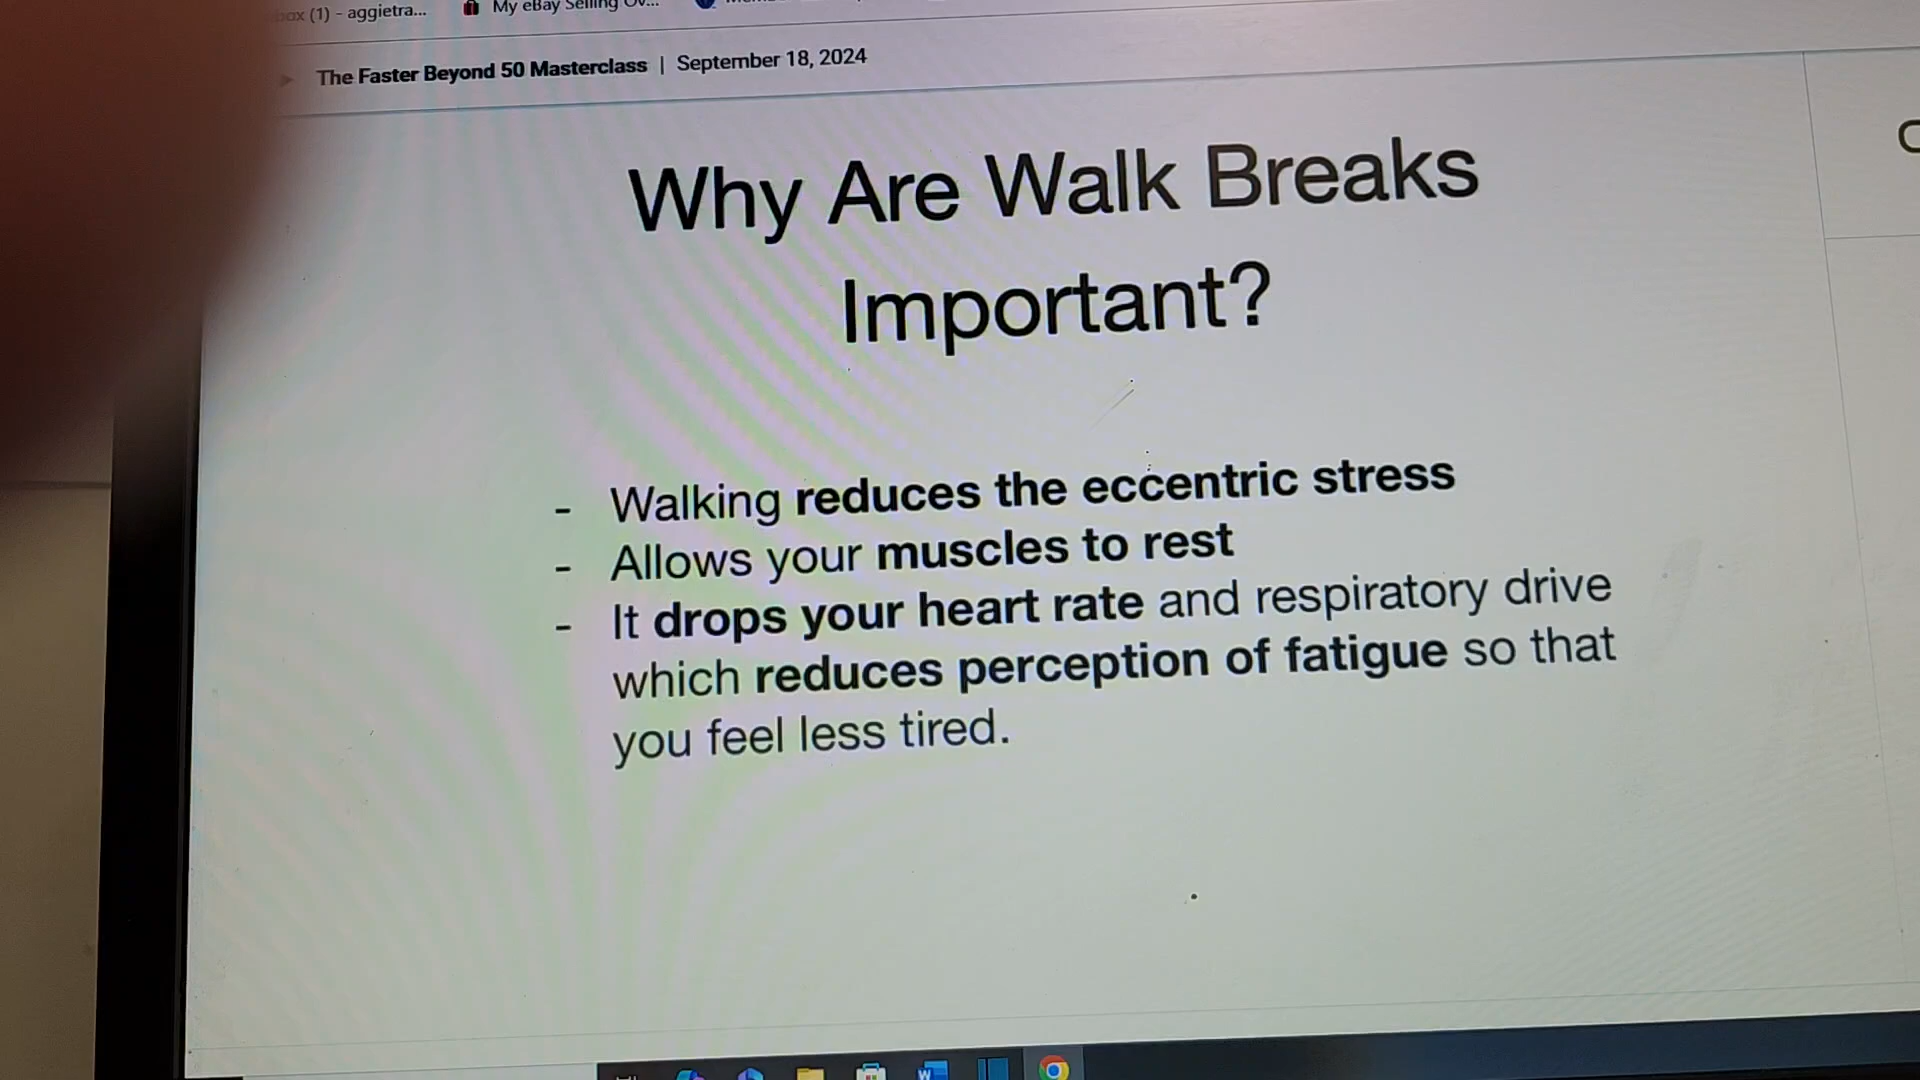 (1) - aggietra... My eBay Selling Ov...
The Faster Beyond 50 Masterclass | September 18, 2024
Why Are Walk Breaks
Important?
- Walking reduces the eccentric stress
- Allows your muscles to rest
- It drops your heart rate and respiratory drive
which reduces perception of fatigue so that
you feel less tired.